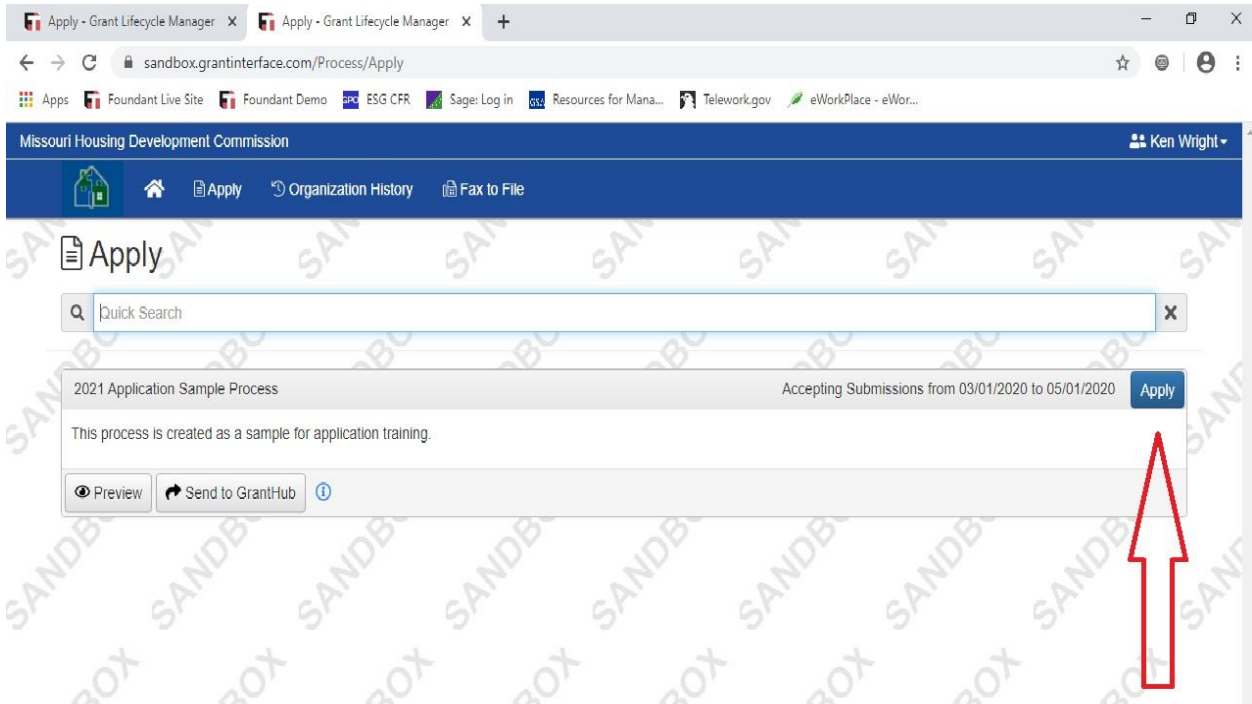 Apply - Grant Lifecycle Manager X Apply - Grant Lifecycle Manager X +
sandbox.grantinterface.com/Process/Apply
Apps Foundant Live Site Foundant Demo GPO ESG CFR Sage: Log in GSA Resources for Mana... Telework.gov eWorkPlace - eWor...
Missouri Housing Development Commission Ken Wright
Apply Organization History Fax to File
Apply
Quick Search
2021 Application Sample Process Accepting Submissions from 03/01/2020 to 05/01/2020 Apply
This process is created as a sample for application training.
Preview Send to GrantHub
SANDBOX